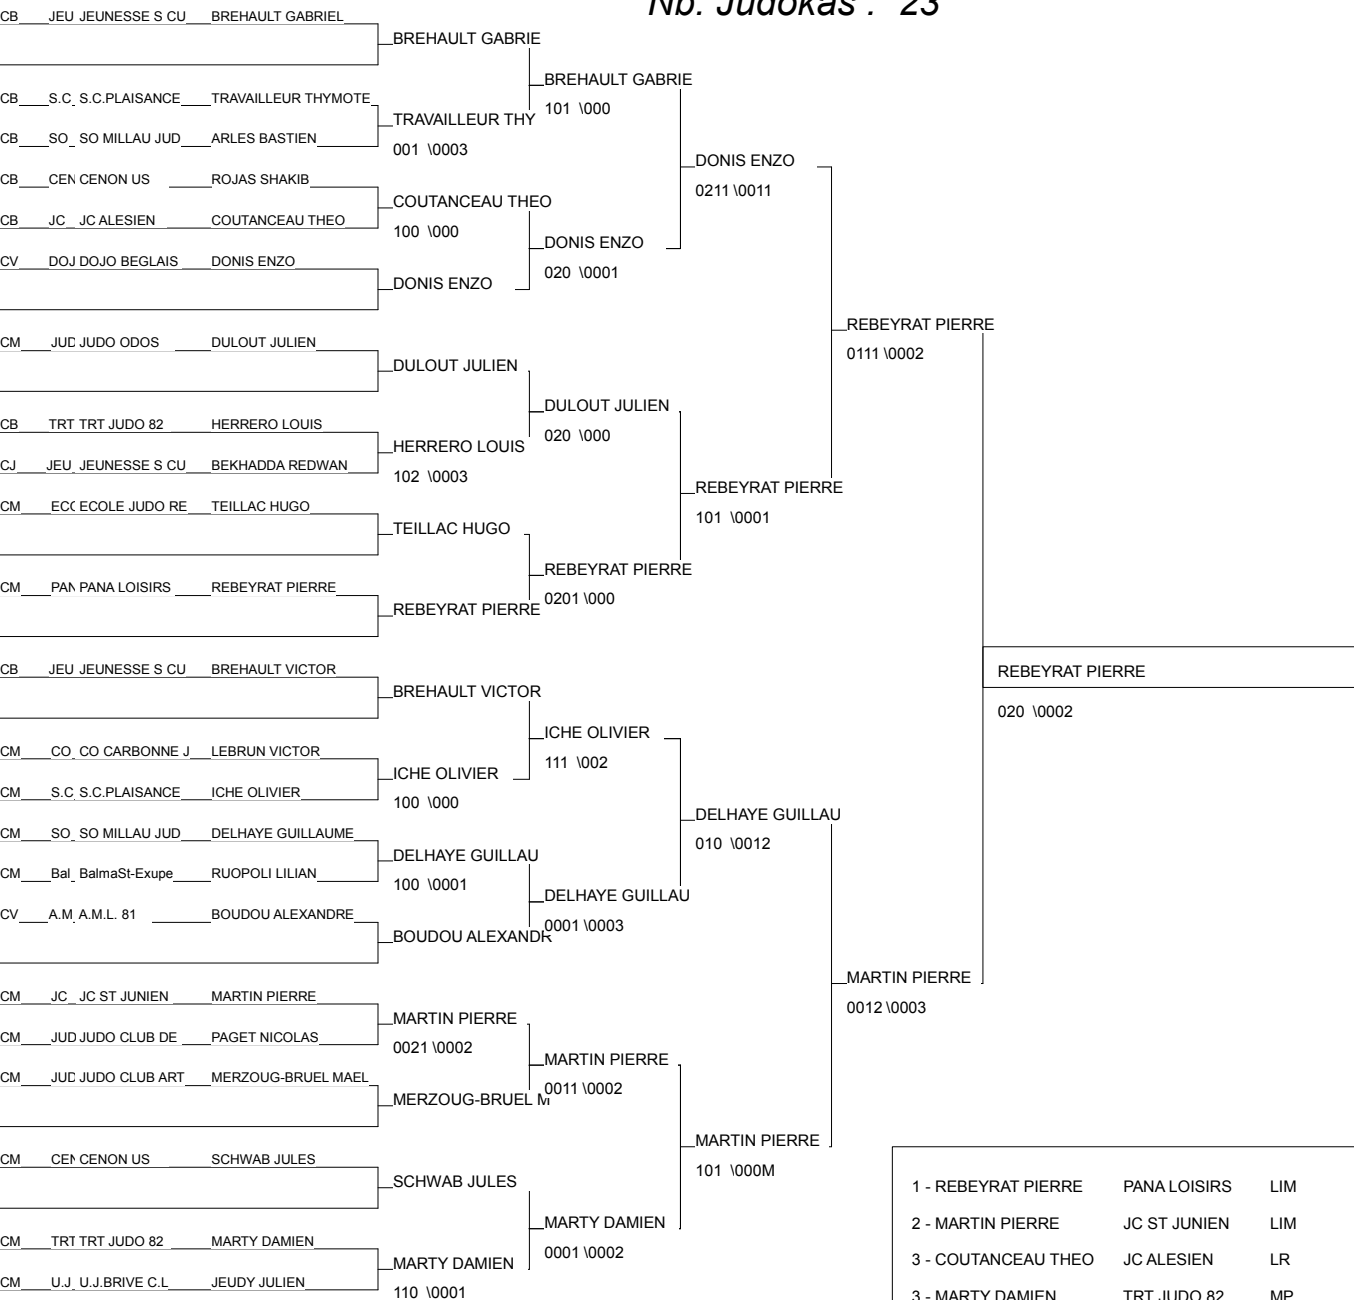 Nb. Judokas : 23
CB JEU JEUNESSE S CU BREHAULT GABRIEL
BREHAULT GABRIE
BREHAULT GABRIE
101 \000
CB S.C S.C.PLAISANCE TRAVAILLEUR THYMOTE
TRAVAILLEUR THY
001 \0003
CB SO SO MILLAU JUD ARLES BASTIEN
DONIS ENZO
0211 \0011
CB CEN CENON US ROJAS SHAKIB
COUTANCEAU THEO
100 \000
CB JC JC ALESIEN COUTANCEAU THEO
DONIS ENZO
020 \0001
CV DOJ DOJO BEGLAIS DONIS ENZO
DONIS ENZO
REBEYRAT PIERRE
0111 \0002
CM JUD JUDO ODOS DULOUT JULIEN
DULOUT JULIEN
DULOUT JULIEN
020 \000
CB TRT TRT JUDO 82 HERRERO LOUIS
HERRERO LOUIS
102 \0003
CJ JEU JEUNESSE S CU BEKHADDA REDWAN
REBEYRAT PIERRE
101 \0001
CM ECO ECOLE JUDO RE TEILLAC HUGO
TEILLAC HUGO
REBEYRAT PIERRE
0201 \000
CM PAN PANA LOISIRS REBEYRAT PIERRE
REBEYRAT PIERRE
CB JEU JEUNESSE S CU BREHAULT VICTOR
REBEYRAT PIERRE
020 \0002
BREHAULT VICTOR
ICHE OLIVIER
111 \002
CM CO CO CARBONNE J LEBRUN VICTOR
ICHE OLIVIER
100 \000
CM S.C S.C.PLAISANCE ICHE OLIVIER
DELHAYE GUILLAU
010 \0012
CM SO SO MILLAU JUD DELHAYE GUILLAUME
DELHAYE GUILLAU
100 \0001
CM Bal BalmaSt-Exupe RUOPOLI LILIAN
DELHAYE GUILLAU
0001 \0003
CV A.M A.M.L. 81 BOUDOU ALEXANDRE
BOUDOU ALEXANDR
MARTIN PIERRE
0012 \0003
CM JC JC ST JUNIEN MARTIN PIERRE
MARTIN PIERRE
0021 \0002
CM JUD JUDO CLUB DE PAGET NICOLAS
MARTIN PIERRE
0011 \0002
CM JUD JUDO CLUB ART MERZOUG-BRUEL MAEL
MERZOUG-BRUEL M
MARTIN PIERRE
101 \000M
CM CEN CENON US SCHWAB JULES
SCHWAB JULES
MARTY DAMIEN
0001 \0002
CM TRT TRT JUDO 82 MARTY DAMIEN
MARTY DAMIEN
110 \0001
CM U.J U.J.BRIVE C.L JEUDY JULIEN
1 - REBEYRAT PIERRE PANA LOISIRS LIM
2 - MARTIN PIERRE JC ST JUNIEN LIM
3 - COUTANCEAU THEO JC ALESIEN LR
3 - MARTY DAMIEN TRT JUDO 82 MP